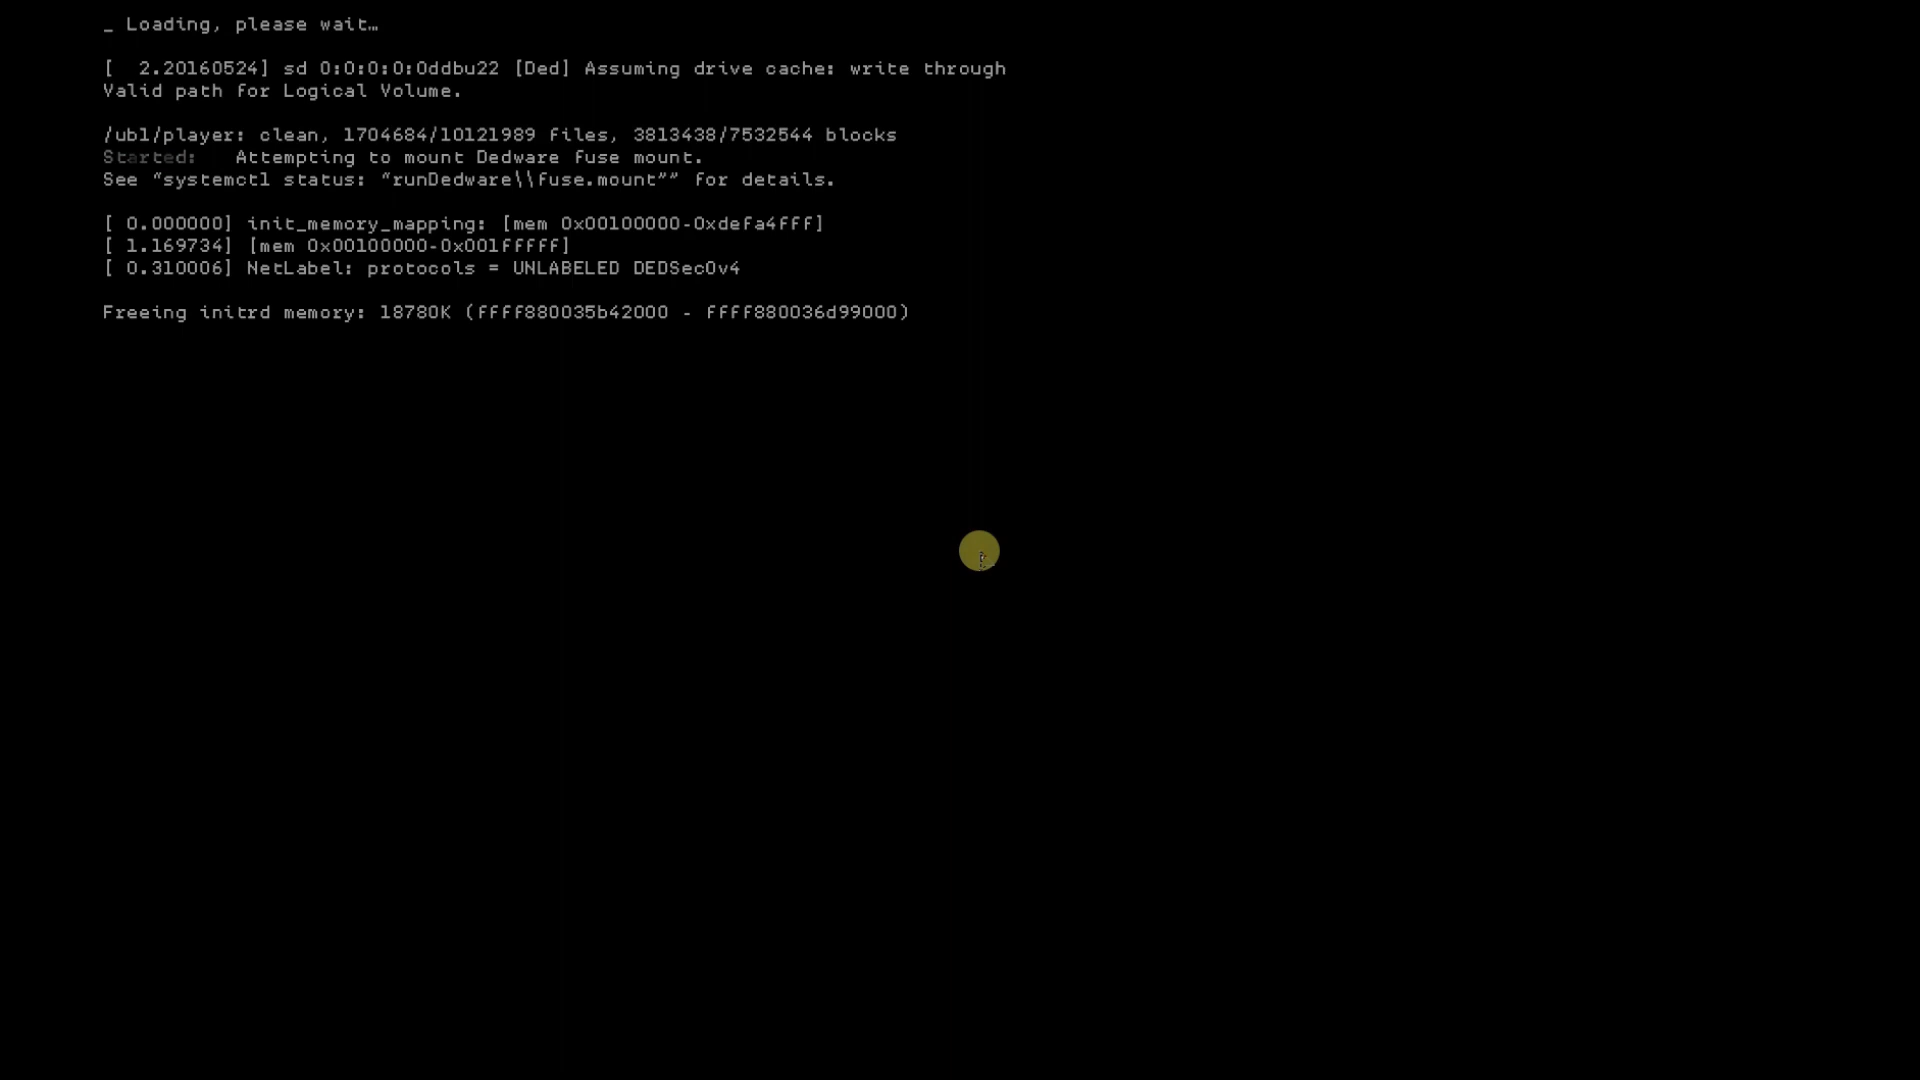 _ Loading, please wait…
[  2.20160524] sd 0:0:0:0:0ddbu22 [Ded] Assuming drive cache: write through
Valid path for Logical Volume.
/ubl/player: clean, 1704684/10121989 files, 3813438/7532544 blocks
Started:   Attempting to mount Dedware fuse mount.
See “systemctl status: “runDedware\\fuse.mount”” for details.
[ 0.000000] init_memory_mapping: [mem 0x00100000-0xdefa4fff]
[ 1.169734] [mem 0x00100000-0x001fffff]
[ 0.310006] NetLabel: protocols = UNLABELED DEDSecOv4
Freeing initrd memory: 18780K (ffff880035b42000 - ffff880036d99000)